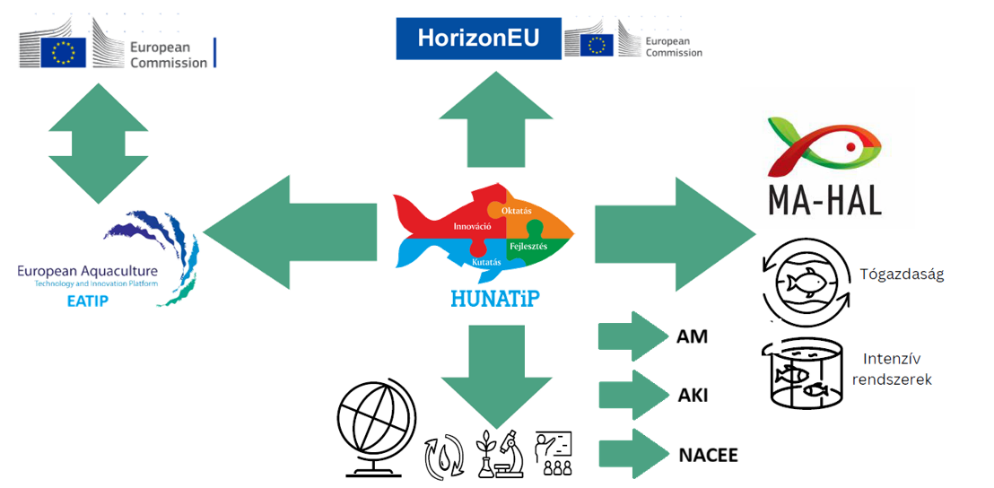 European
Commission
HorizonEU
European
Commission
MA-HAL
Oktatás
Innováció
Fejlesztés
Kutatás
HUNATiP
European Aquaculture
Technology and Innovation Platform
EATIP
Tógazdaság
Intenzív
rendszerek
AM
AKI
NACEE